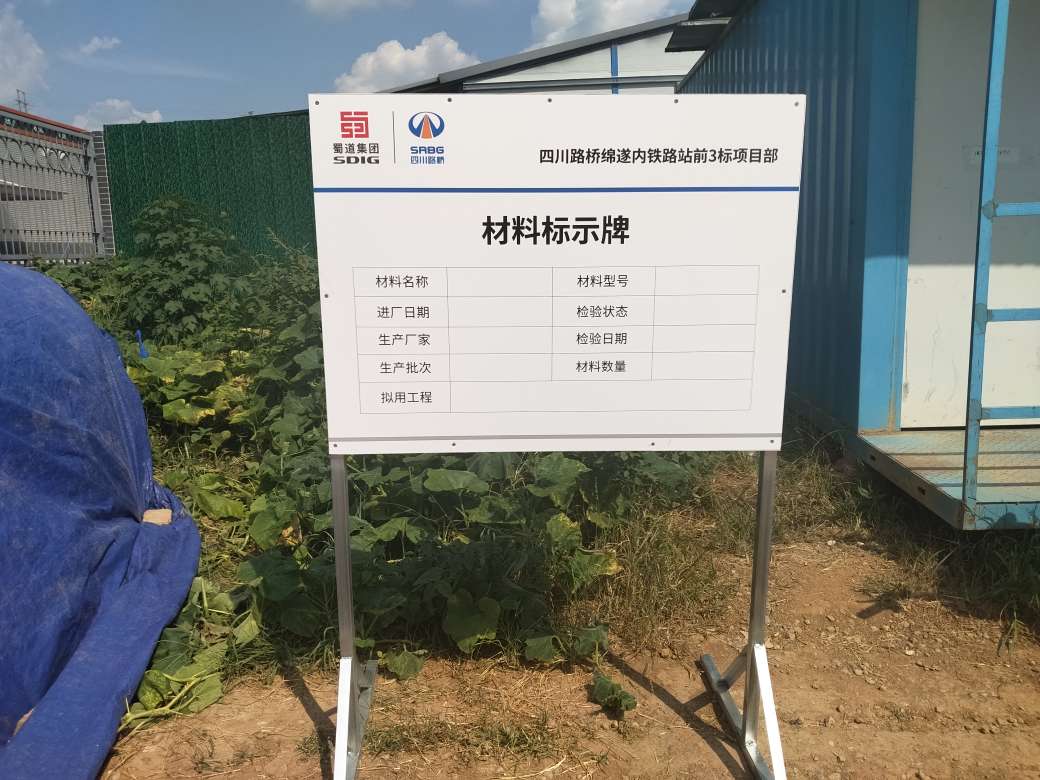 蜀道集团
SDIG
SRBG
四川路桥
四川路桥绵遂内铁路站前3标项目部
材料标示牌
材料名称 材料型号
进厂日期 检验状态
生产厂家 检验日期
生产批次 材料数量
拟用工程